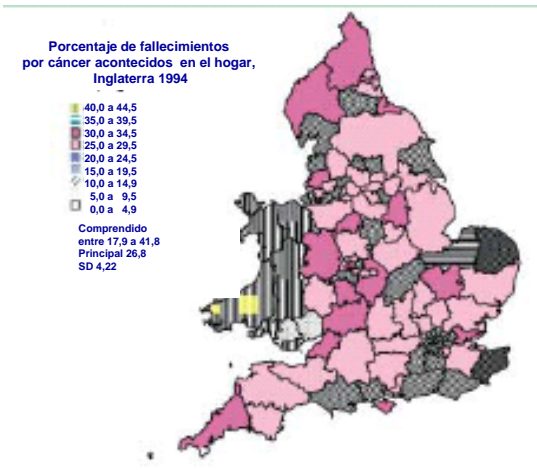 Porcentaje de fallecimientos
por cáncer acontecidos en el hogar,
Inglaterra 1994
40,0 a 44,5
35,0 a 39,5
30,0 a 34,5
25,0 a 29,5
20,0 a 24,5
15,0 a 19,5
10,0 a 14,9
5,0 a 9,5
0,0 a 4,9
Comprendido
entre 17,9 a 41,8
Principal 26,8
SD 4,22